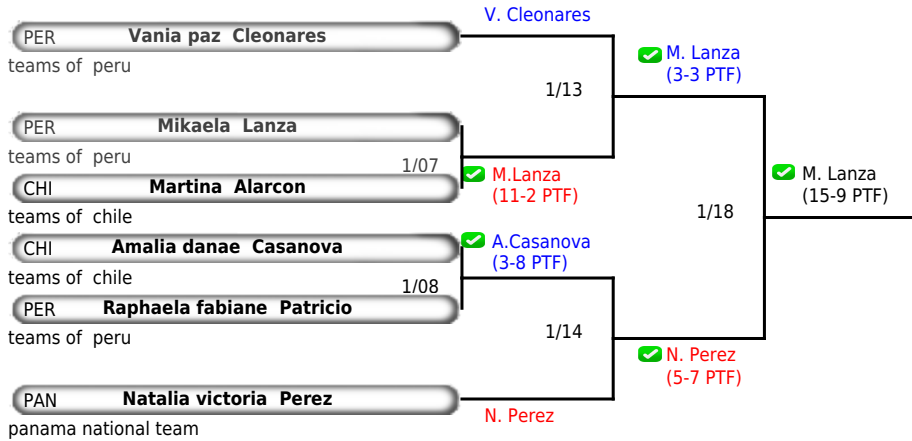 V. Cleonares
PER Vania paz Cleonares
teams of peru
M. Lanza
(3-3 PTF)
1/13
PER Mikaela Lanza
teams of peru
1/07
M.Lanza
(11-2 PTF)
CHI Martina Alarcon
teams of chile
M. Lanza
(15-9 PTF)
1/18
CHI Amalia danae Casanova
teams of chile
A.Casanova
(3-8 PTF)
1/08
PER Raphaela fabiane Patricio
teams of peru
1/14
N. Perez
(5-7 PTF)
PAN Natalia victoria Perez
panama national team
N. Perez